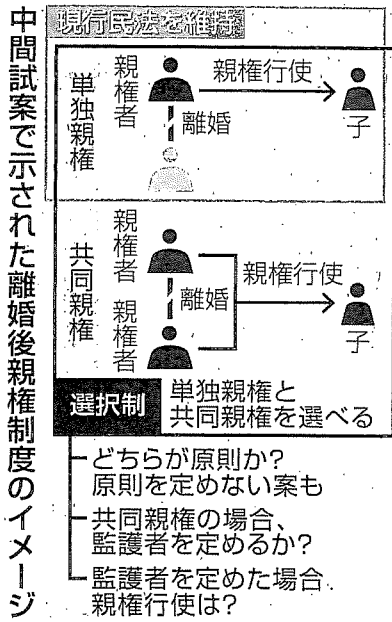 中間試案で示された離婚後親権制度のイメージ
現行民法を維持
単独親権
親権者
離婚
親権行使
子
共同親権
親権者
離婚
親権者
親権行使
子
選択制
単独親権と
共同親権を選べる
どちらが原則か?
原則を定めない案も
共同親権の場合、
監護者を定めるか?
監護者を定めた場合、
親権行使は?